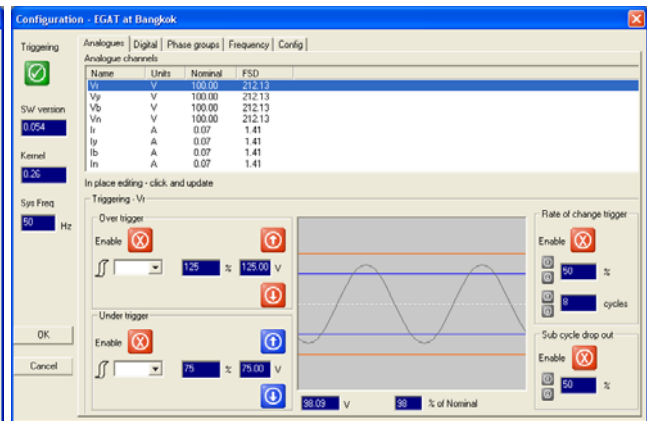 Configuration - EGAT at Bangkok
Triggering
SW version
0.054
Kernel
0.26
Sys Freq
50 Hz
OK
Cancel
Analogues Digital Phase groups Frequency Config
Analogue channels
Name Units Nominal FSD
Vr V 100.00 212.13
Vy V 100.00 212.13
Vb V 100.00 212.13
Vn V 100.00 212.13
Ir A 0.07 1.41
Iy A 0.07 1.41
Ib A 0.07 1.41
In A 0.07 1.41
In place editing - click and update
Triggering - Vr
Over trigger
Enable
125 % 125.00 V
Under trigger
Enable
75 % 75.00 V
98.09 V 98 % of Nominal
Rate of change trigger
Enable
50 %
8 cycles
Sub cycle drop out
Enable
50 %